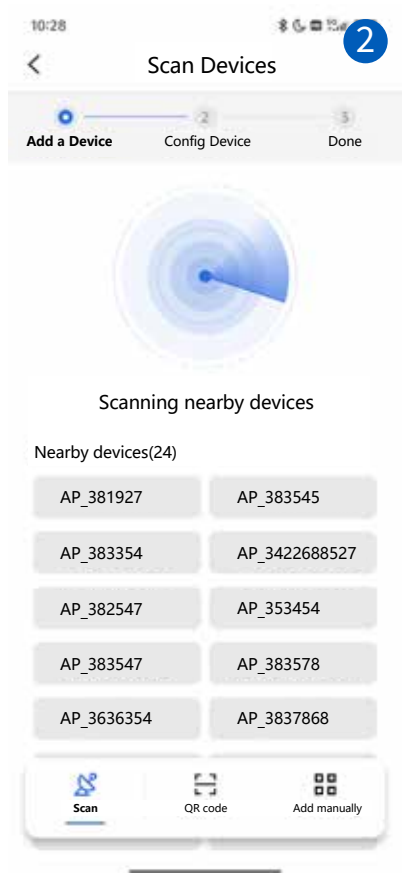 10:28
2
Scan Devices
2 3
Add a Device Config Device Done
Scanning nearby devices
Nearby devices(24)
AP_381927 AP_383545
AP_383354 AP_3422688527
AP_382547 AP_353454
AP_383547 AP_383578
AP_3636354 AP_3837868
Scan QR code Add manually